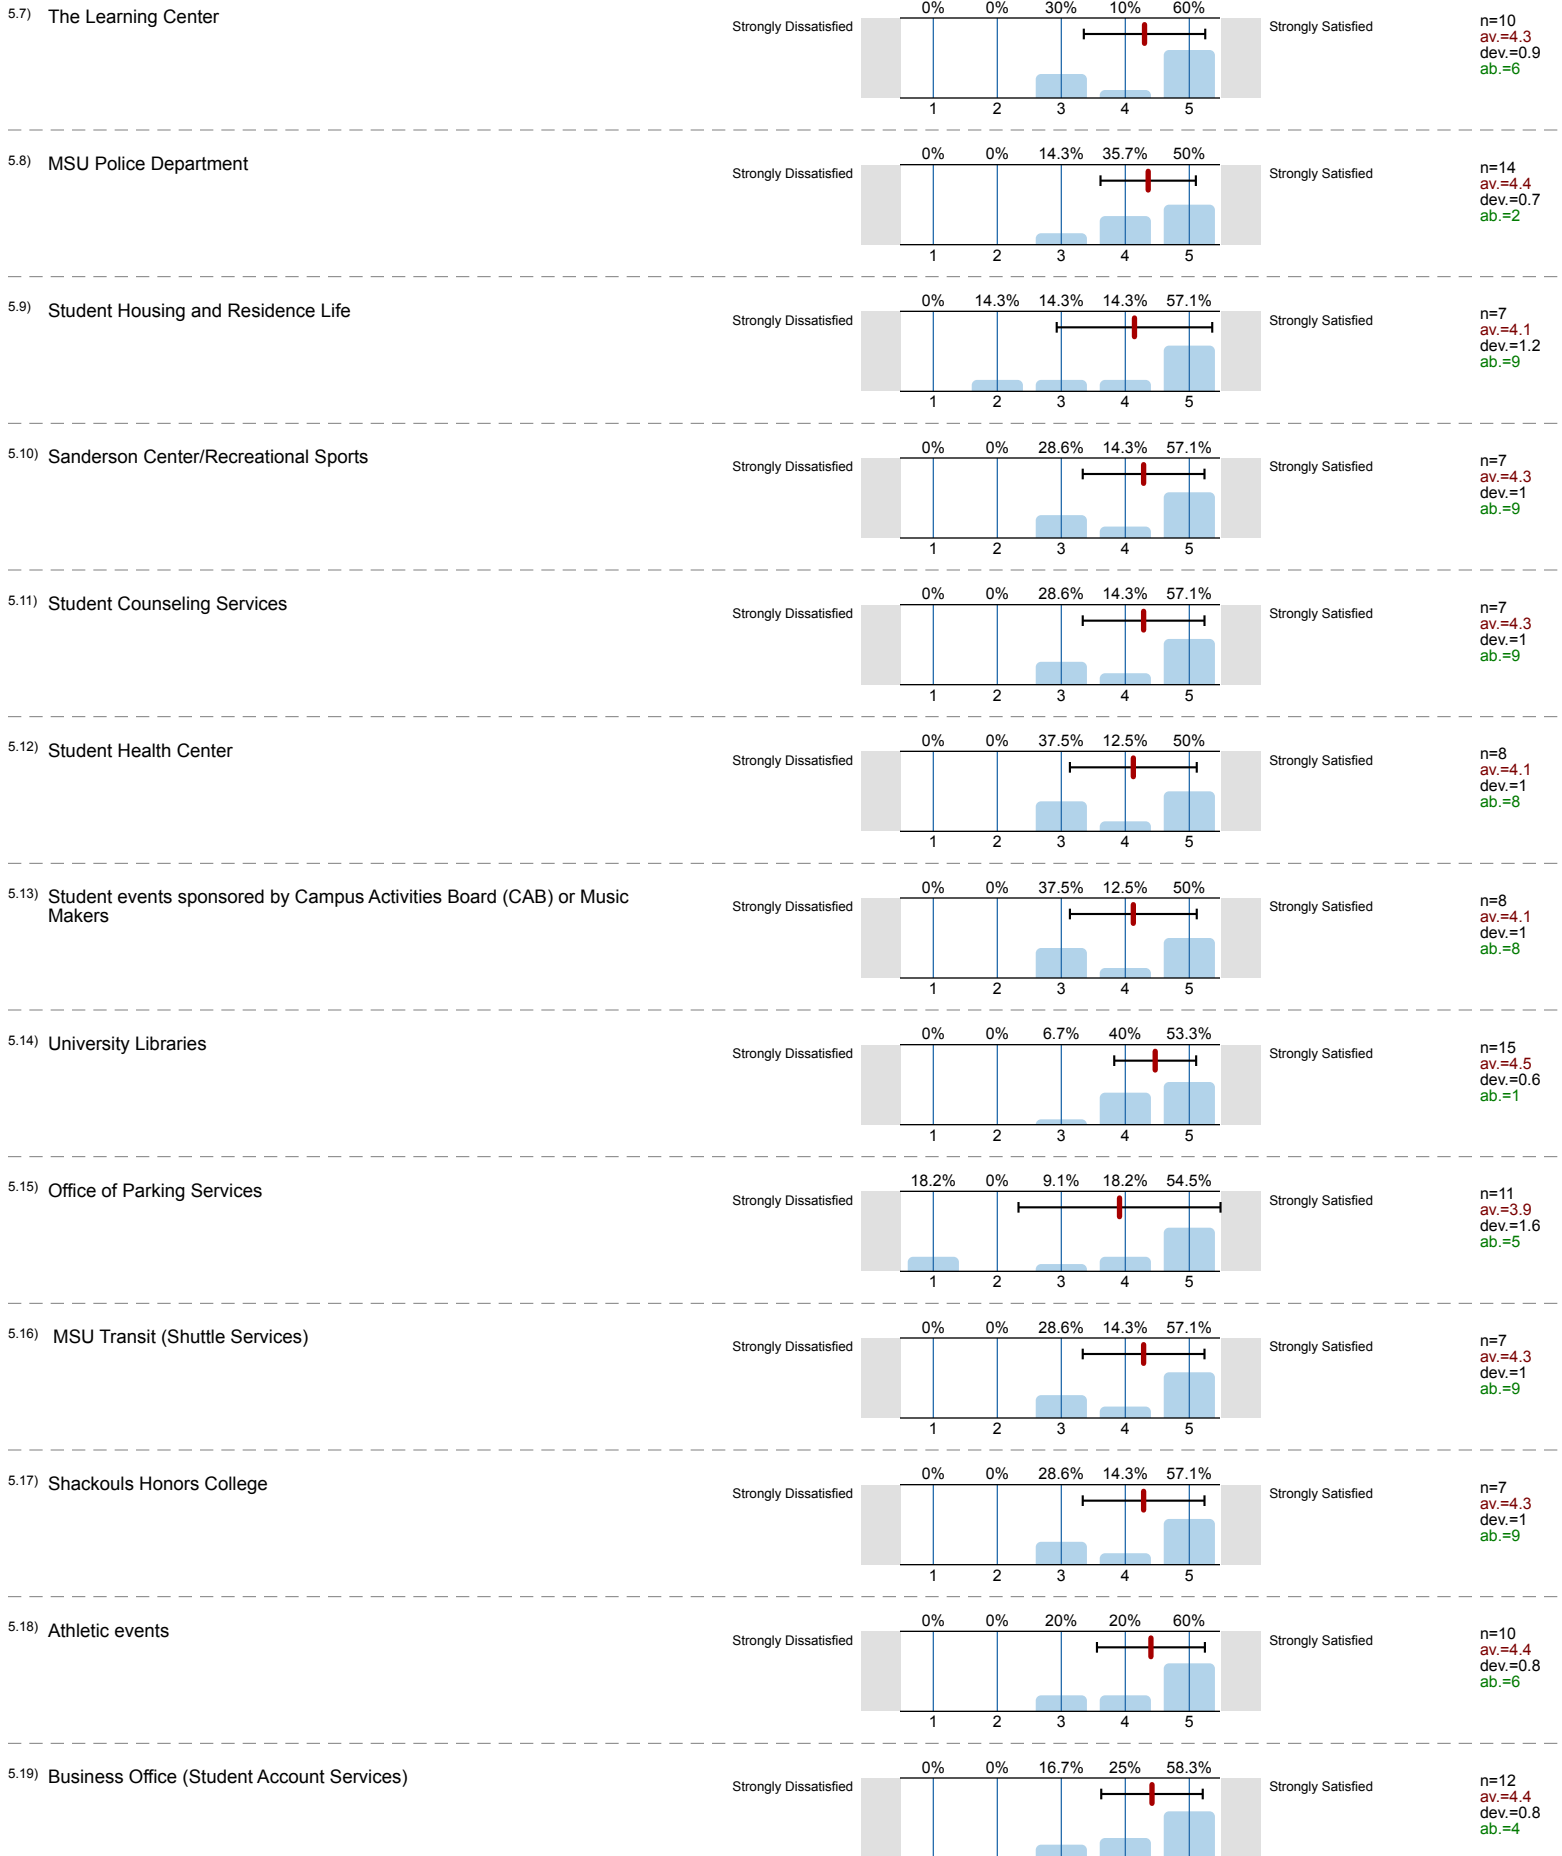 5.7) The Learning Center
0% 0% 30% 10% 60%
Strongly Dissatisfied Strongly Satisfied
n=10
av.=4.3
dev.=0.9
ab.=6
1 2 3 4 5
5.8) MSU Police Department
0% 0% 14.3% 35.7% 50%
Strongly Dissatisfied Strongly Satisfied
n=14
av.=4.4
dev.=0.7
ab.=2
1 2 3 4 5
5.9) Student Housing and Residence Life
0% 14.3% 14.3% 14.3% 57.1%
Strongly Dissatisfied Strongly Satisfied
n=7
av.=4.1
dev.=1.2
ab.=9
1 2 3 4 5
5.10) Sanderson Center/Recreational Sports
0% 0% 28.6% 14.3% 57.1%
Strongly Dissatisfied Strongly Satisfied
n=7
av.=4.3
dev.=1
ab.=9
1 2 3 4 5
5.11) Student Counseling Services
0% 0% 28.6% 14.3% 57.1%
Strongly Dissatisfied Strongly Satisfied
n=7
av.=4.3
dev.=1
ab.=9
1 2 3 4 5
5.12) Student Health Center
0% 0% 37.5% 12.5% 50%
Strongly Dissatisfied Strongly Satisfied
n=8
av.=4.1
dev.=1
ab.=8
1 2 3 4 5
5.13) Student events sponsored by Campus Activities Board (CAB) or Music
Makers
0% 0% 37.5% 12.5% 50%
Strongly Dissatisfied Strongly Satisfied
n=8
av.=4.1
dev.=1
ab.=8
1 2 3 4 5
5.14) University Libraries
0% 0% 6.7% 40% 53.3%
Strongly Dissatisfied Strongly Satisfied
n=15
av.=4.5
dev.=0.6
ab.=1
1 2 3 4 5
5.15) Office of Parking Services
18.2% 0% 9.1% 18.2% 54.5%
Strongly Dissatisfied Strongly Satisfied
n=11
av.=3.9
dev.=1.6
ab.=5
1 2 3 4 5
5.16) MSU Transit (Shuttle Services)
0% 0% 28.6% 14.3% 57.1%
Strongly Dissatisfied Strongly Satisfied
n=7
av.=4.3
dev.=1
ab.=9
1 2 3 4 5
5.17) Shackouls Honors College
0% 0% 28.6% 14.3% 57.1%
Strongly Dissatisfied Strongly Satisfied
n=7
av.=4.3
dev.=1
ab.=9
1 2 3 4 5
5.18) Athletic events
0% 0% 20% 20% 60%
Strongly Dissatisfied Strongly Satisfied
n=10
av.=4.4
dev.=0.8
ab.=6
1 2 3 4 5
5.19) Business Office (Student Account Services)
0% 0% 16.7% 25% 58.3%
Strongly Dissatisfied Strongly Satisfied
n=12
av.=4.4
dev.=0.8
ab.=4